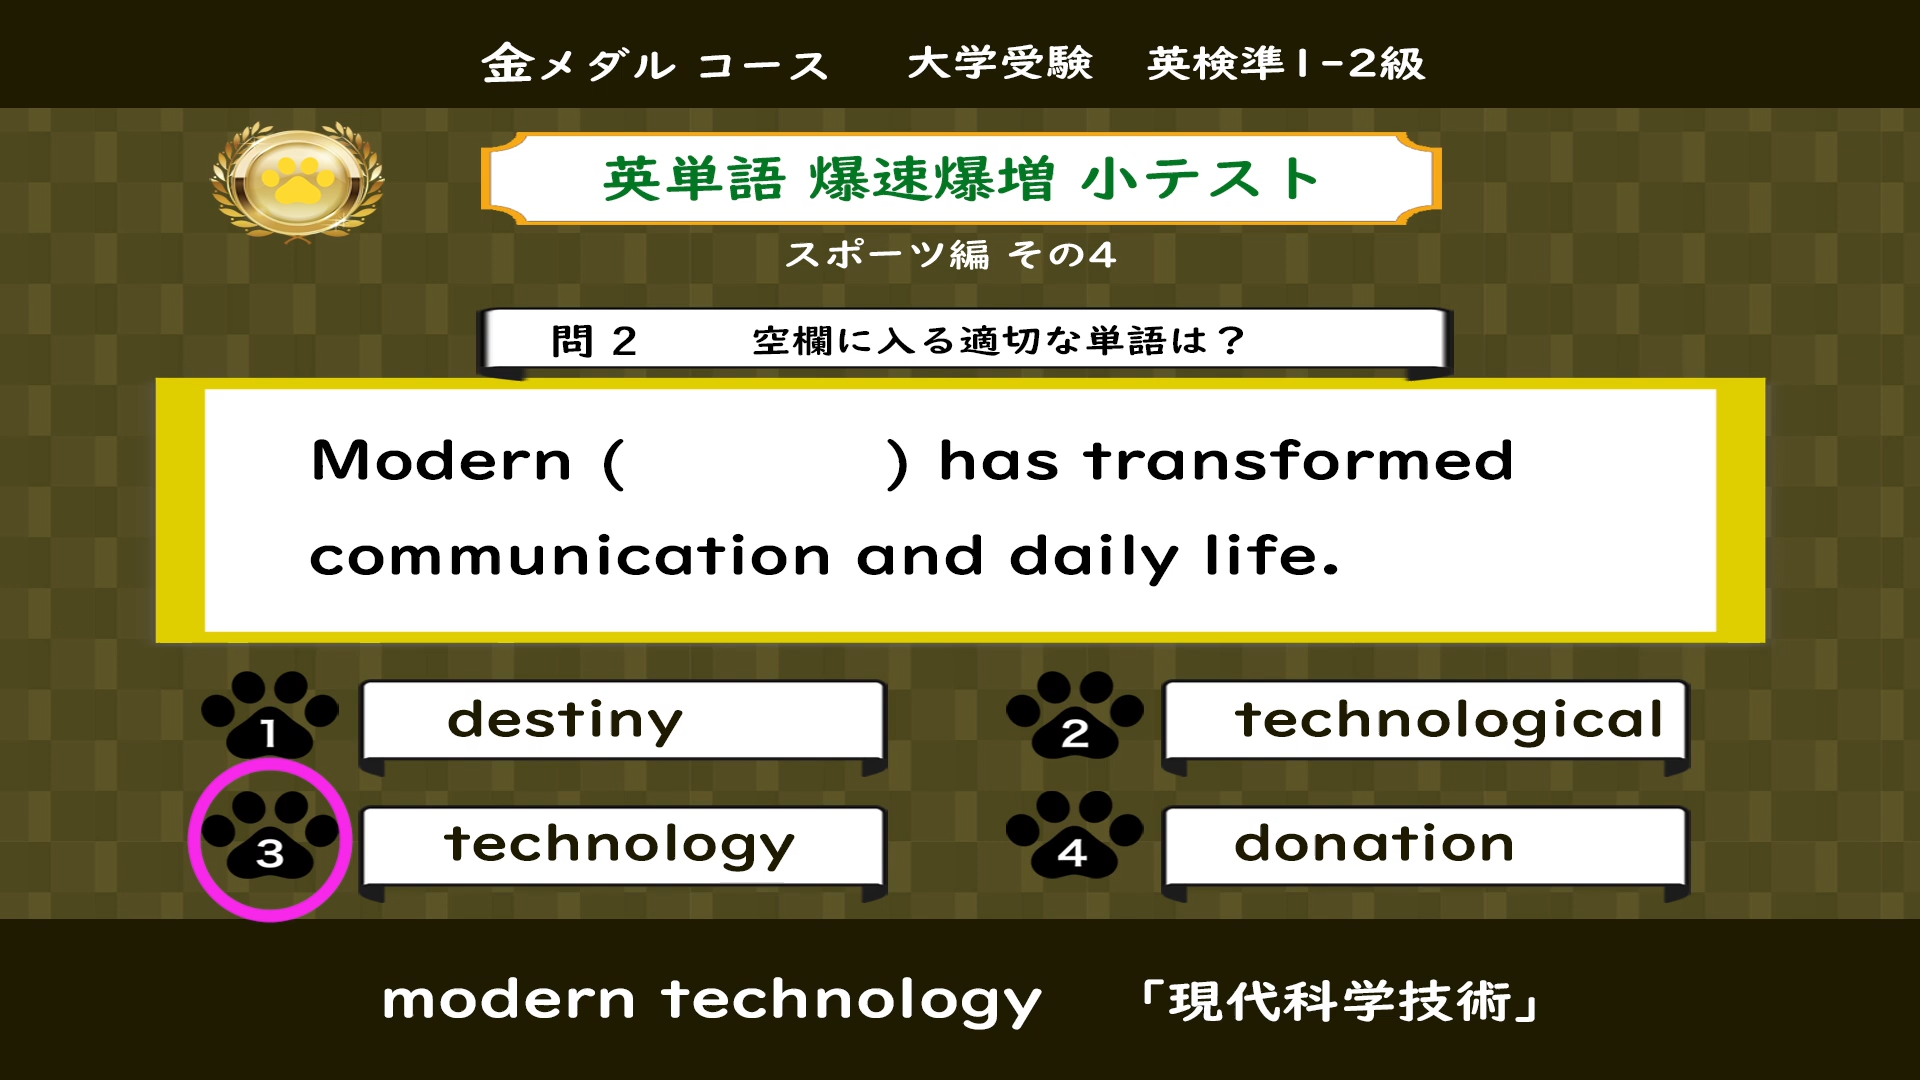 金メダル コース 大学受験 英検準1-2級
英単語 爆速爆増 小テスト
スポーツ編 その4
問 2 空欄に入る適切な単語は？
Modern ( ) has transformed
communication and daily life.
1 destiny
2 technological
3 technology
4 donation
modern technology 「現代科学技術」